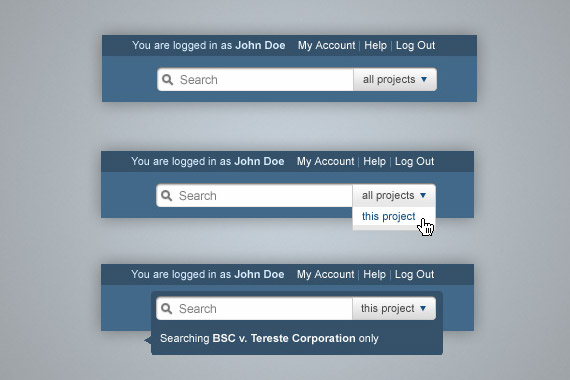 You are logged in as John Doe My Account | Help | Log Out
Search all projects
You are logged in as John Doe My Account | Help | Log Out
Search all projects
this project
You are logged in as John Doe My Account | Help | Log Out
Search this project
Searching BSC v. Tereste Corporation only